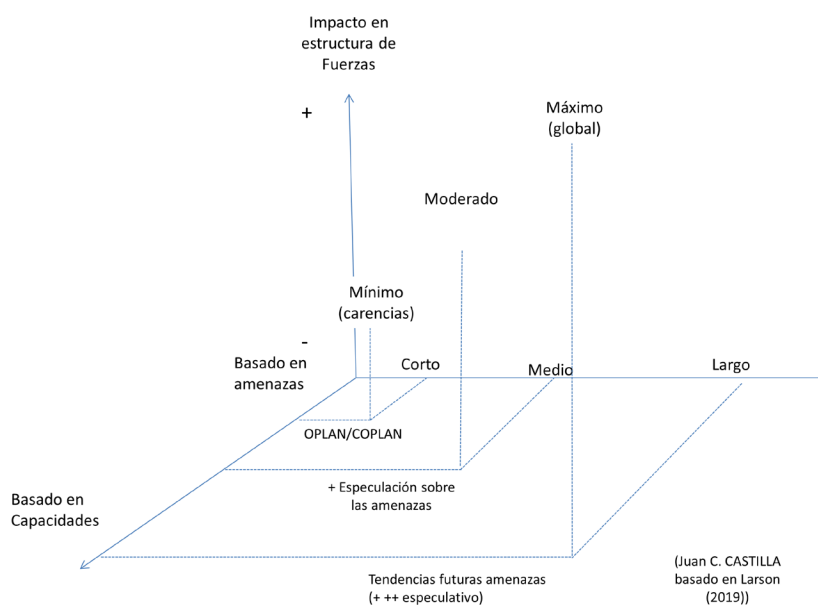 Impacto en
estructura de
Fuerzas
+
Máximo
(global)
Moderado
Mínimo
(carencias)
-
Basado en
amenazas
Corto
Medio
Largo
OPLAN/COPLAN
+ Especulación sobre
las amenazas
Basado en
Capacidades
Tendencias futuras amenazas
(+ ++ especulativo)
(Juan C. CASTILLA
basado en Larson
(2019))